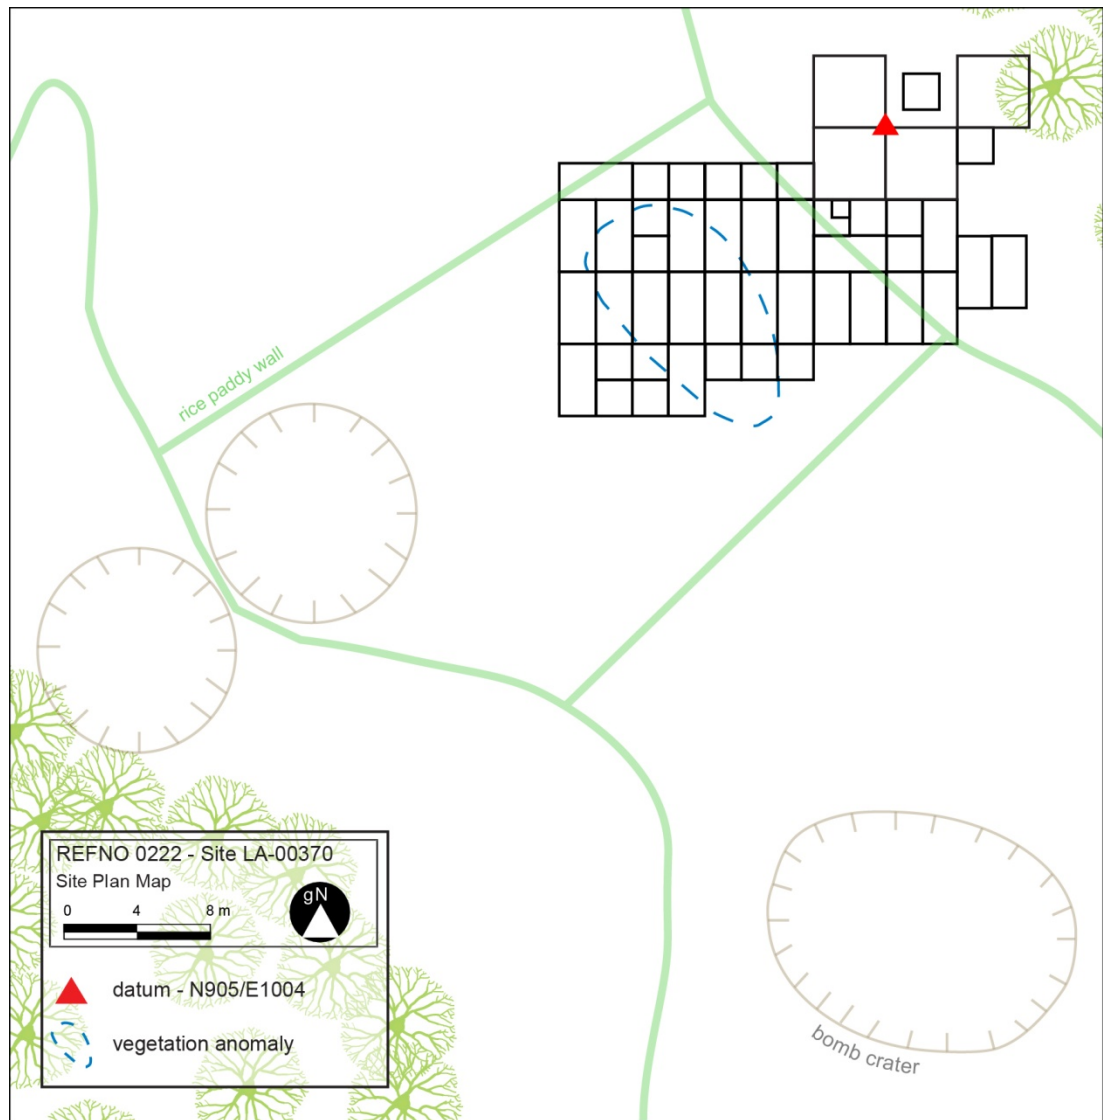 rice paddy wall
REFNO 0222 - Site LA-00370
Site Plan Map
0 4 8 m
gN
datum - N905/E1004
vegetation anomaly
bomb crater